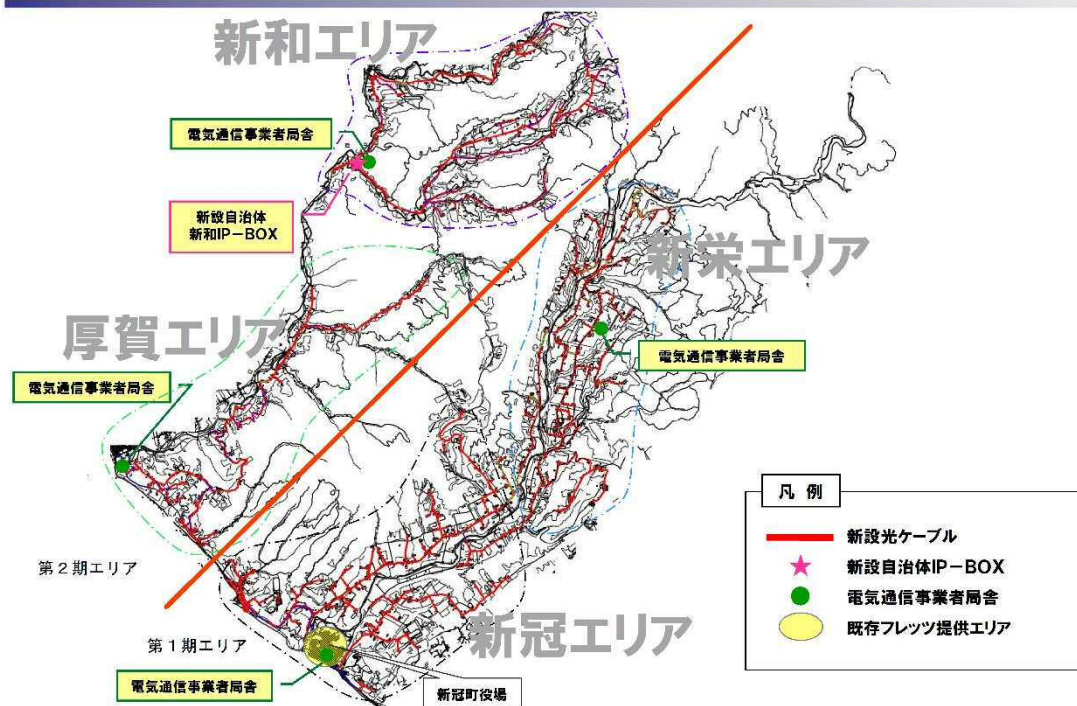 新和エリア
電気通信事業者局舎
新設自治体
新和IP-BOX
新栄エリア
厚賀エリア
電気通信事業者局舎
電気通信事業者局舎
凡例
新設光ケーブル
新設自治体IP-BOX
電気通信事業者局舎
既存フレッツ提供エリア
第2期エリア
第1期エリア
新冠エリア
電気通信事業者局舎
新冠町役場